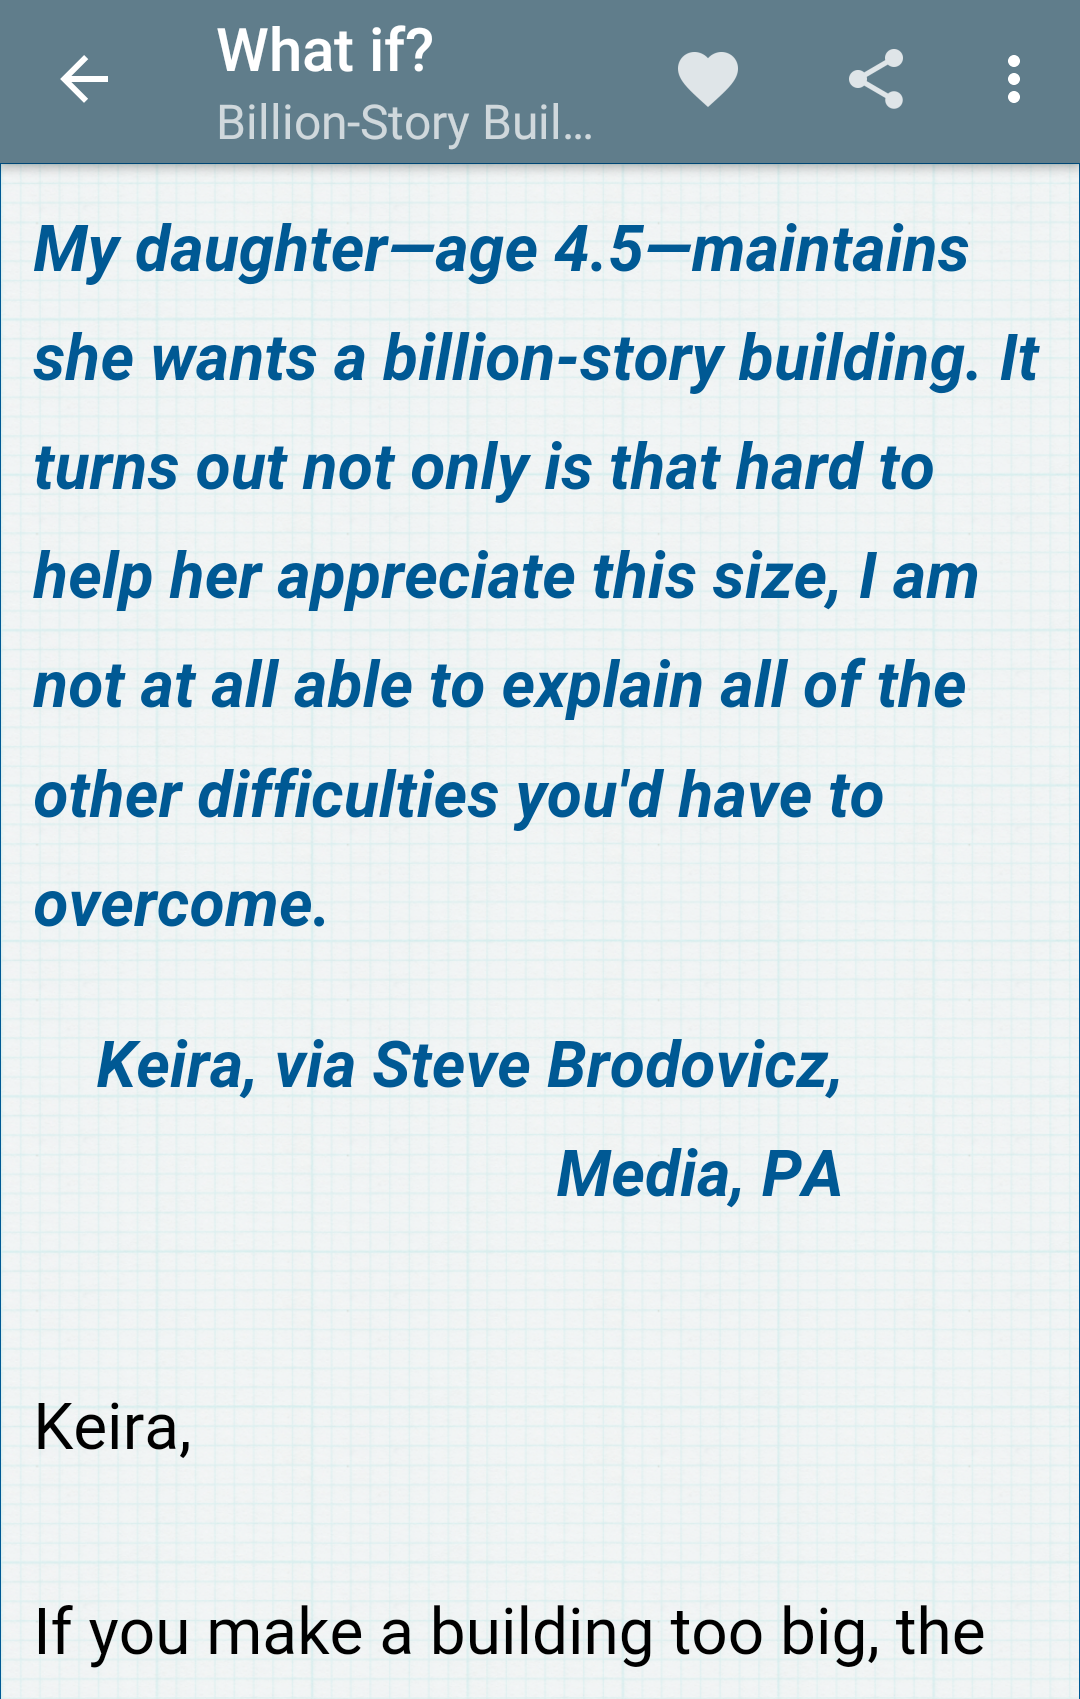 What if?
Billion-Story Buil...
My daughter—age 4.5—maintains
she wants a billion-story building. It
turns out not only is that hard to
help her appreciate this size, I am
not at all able to explain all of the
other difficulties you'd have to
overcome.
Keira, via Steve Brodovicz,
Media, PA
Keira,
If you make a building too big, the